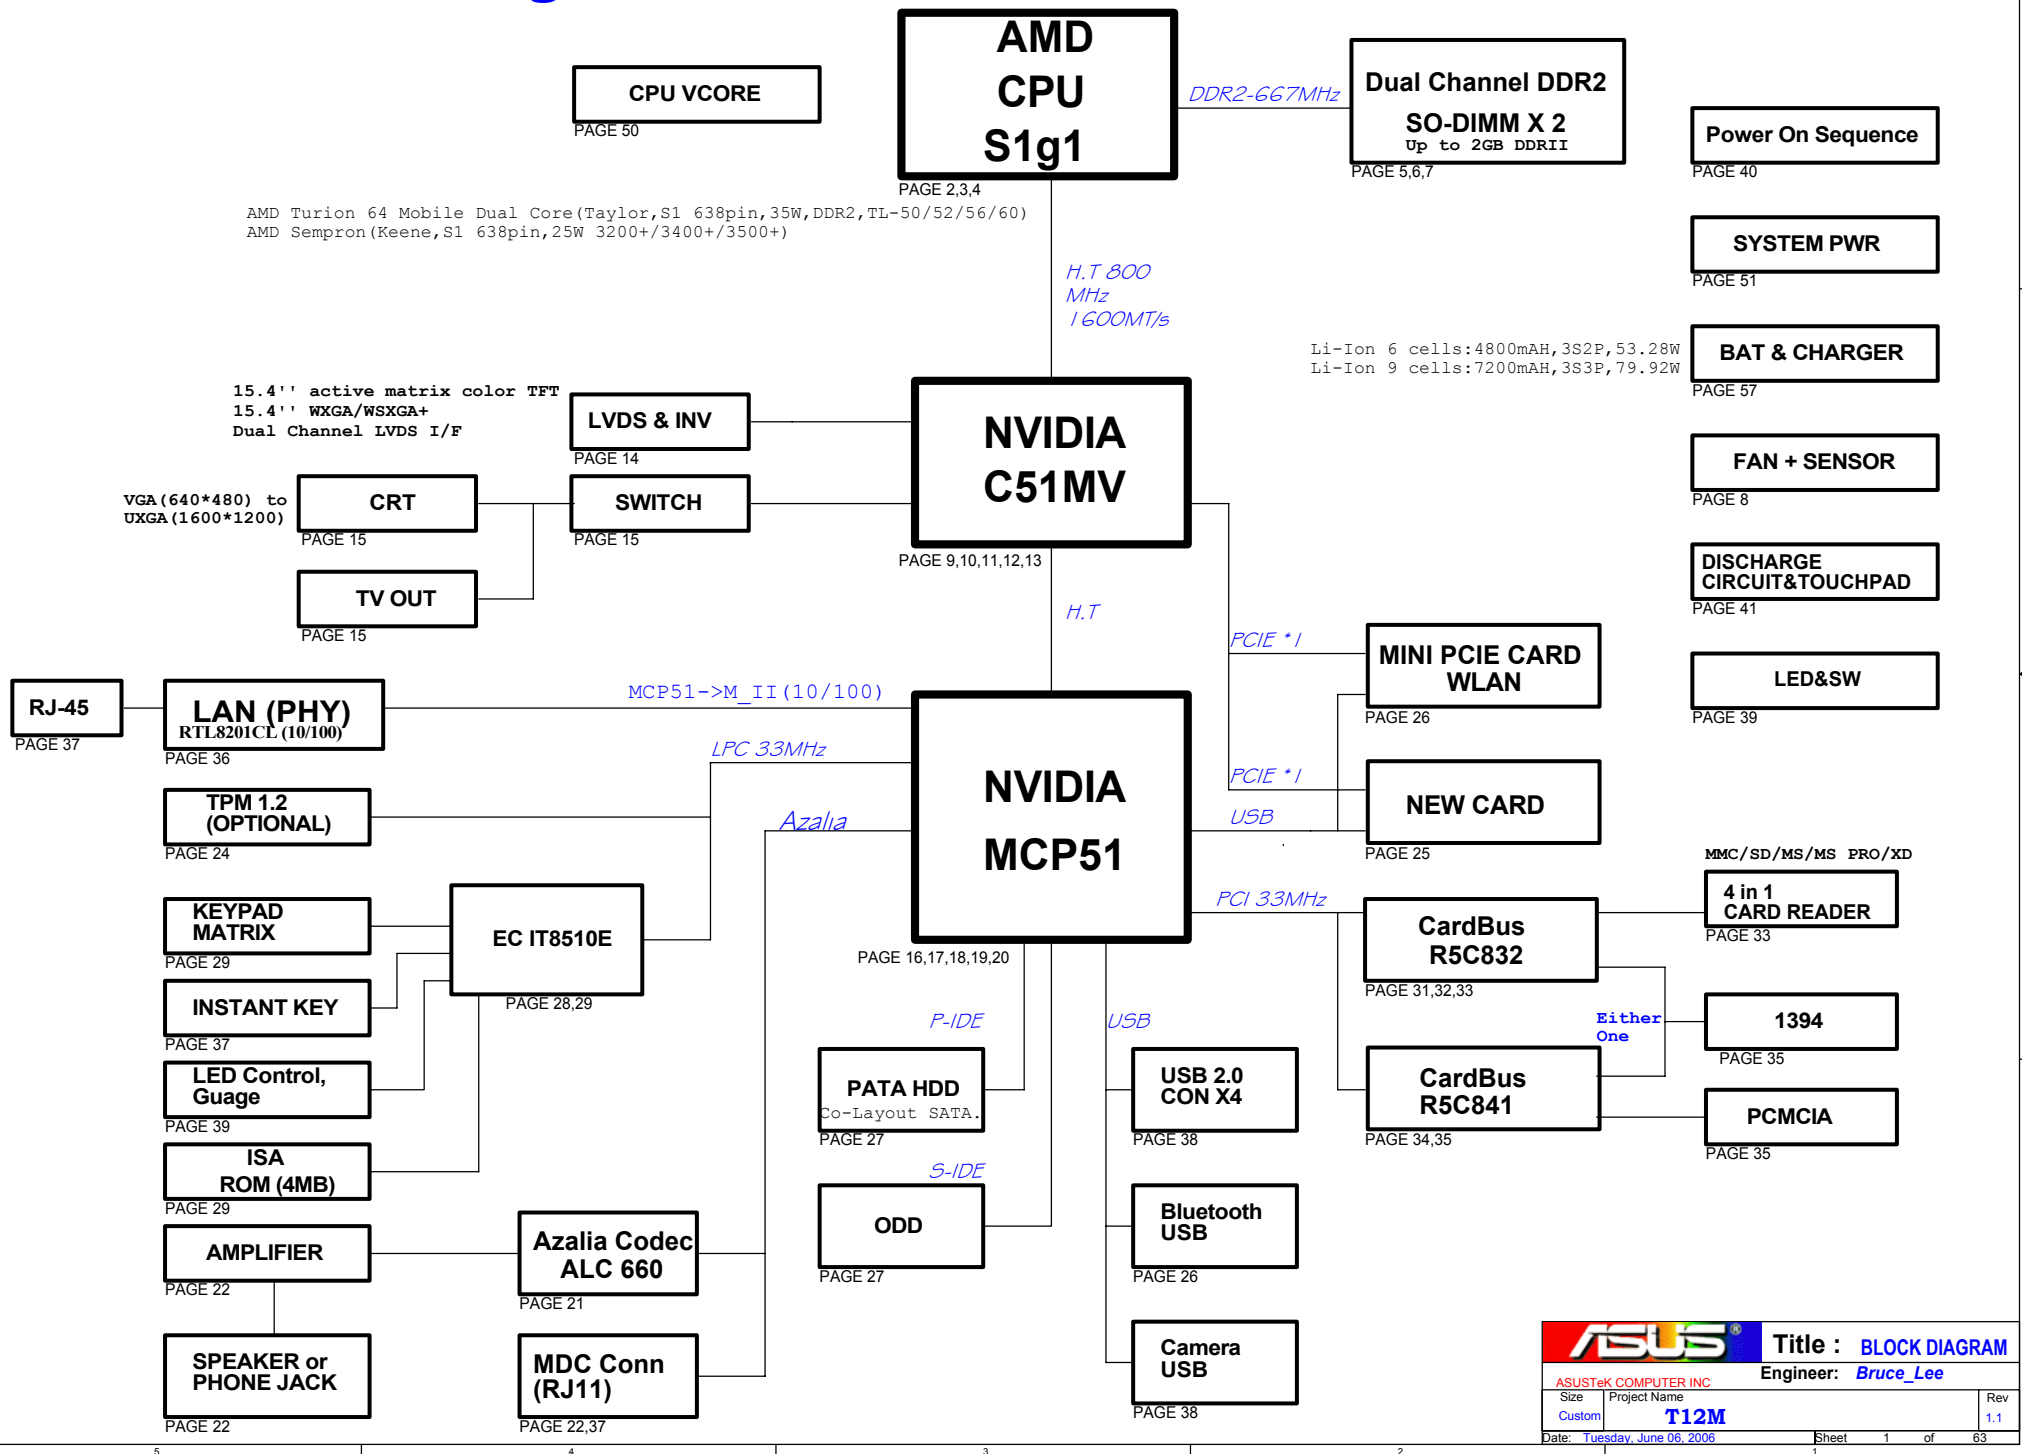 AMD
CPU
S1g1
PAGE 2,3,4
CPU VCORE
PAGE 50
DDR2-667MHz
Dual Channel DDR2
SO-DIMM X 2
Up to 2GB DDRII
PAGE 5,6,7
Power On Sequence
PAGE 40
AMD Turion 64 Mobile Dual Core(Taylor,S1 638pin,35W,DDR2,TL-50/52/56/60)
AMD Sempron(Keene,S1 638pin,25W 3200+/3400+/3500+)
SYSTEM PWR
PAGE 51
H.T 800
MHz
1600MT/s
Li-Ion 6 cells:4800mAH,3S2P,53.28W
Li-Ion 9 cells:7200mAH,3S3P,79.92W
BAT & CHARGER
PAGE 57
15.4'' active matrix color TFT
15.4'' WXGA/WSXGA+
Dual Channel LVDS I/F
LVDS & INV
PAGE 14
NVIDIA
C51MV
PAGE 9,10,11,12,13
FAN + SENSOR
PAGE 8
VGA(640*480) to
UXGA(1600*1200)
CRT
PAGE 15
SWITCH
PAGE 15
TV OUT
PAGE 15
DISCHARGE
CIRCUIT&TOUCHPAD
PAGE 41
H.T
PCIE *1
MINI PCIE CARD
WLAN
PAGE 26
LED&SW
PAGE 39
RJ-45
PAGE 37
LAN (PHY)
RTL8201CL (10/100)
PAGE 36
MCP51->M_II(10/100)
LPC 33MHz
NVIDIA
MCP51
PAGE 16,17,18,19,20
PCIE *1
USB
NEW CARD
PAGE 25
TPM 1.2
(OPTIONAL)
PAGE 24
Azalia
MMC/SD/MS/MS PRO/XD
4 in 1
CARD READER
PAGE 33
PCI 33MHz
CardBus
R5C832
PAGE 31,32,33
KEYPAD
MATRIX
PAGE 29
EC IT8510E
PAGE 28,29
INSTANT KEY
PAGE 37
LED Control,
Guage
PAGE 39
ISA
ROM (4MB)
PAGE 29
P-IDE
USB
Either
One
1394
PAGE 35
PATA HDD
Co-Layout SATA.
PAGE 27
USB 2.0
CON X4
PAGE 38
CardBus
R5C841
PAGE 34,35
PCMCIA
PAGE 35
S-IDE
ODD
PAGE 27
Bluetooth
USB
PAGE 26
AMPLIFIER
PAGE 22
Azalia Codec
ALC 660
PAGE 21
SPEAKER or
PHONE JACK
PAGE 22
MDC Conn
(RJ11)
PAGE 22,37
Camera
USB
PAGE 38
ASUS®
ASUSTeK COMPUTER INC
Title : BLOCK DIAGRAM
Engineer: Bruce_Lee
Size Project Name Rev
Custom T12M 1.1
Date: Tuesday, June 06, 2006 Sheet 1 of 63
5 4 3 2 1